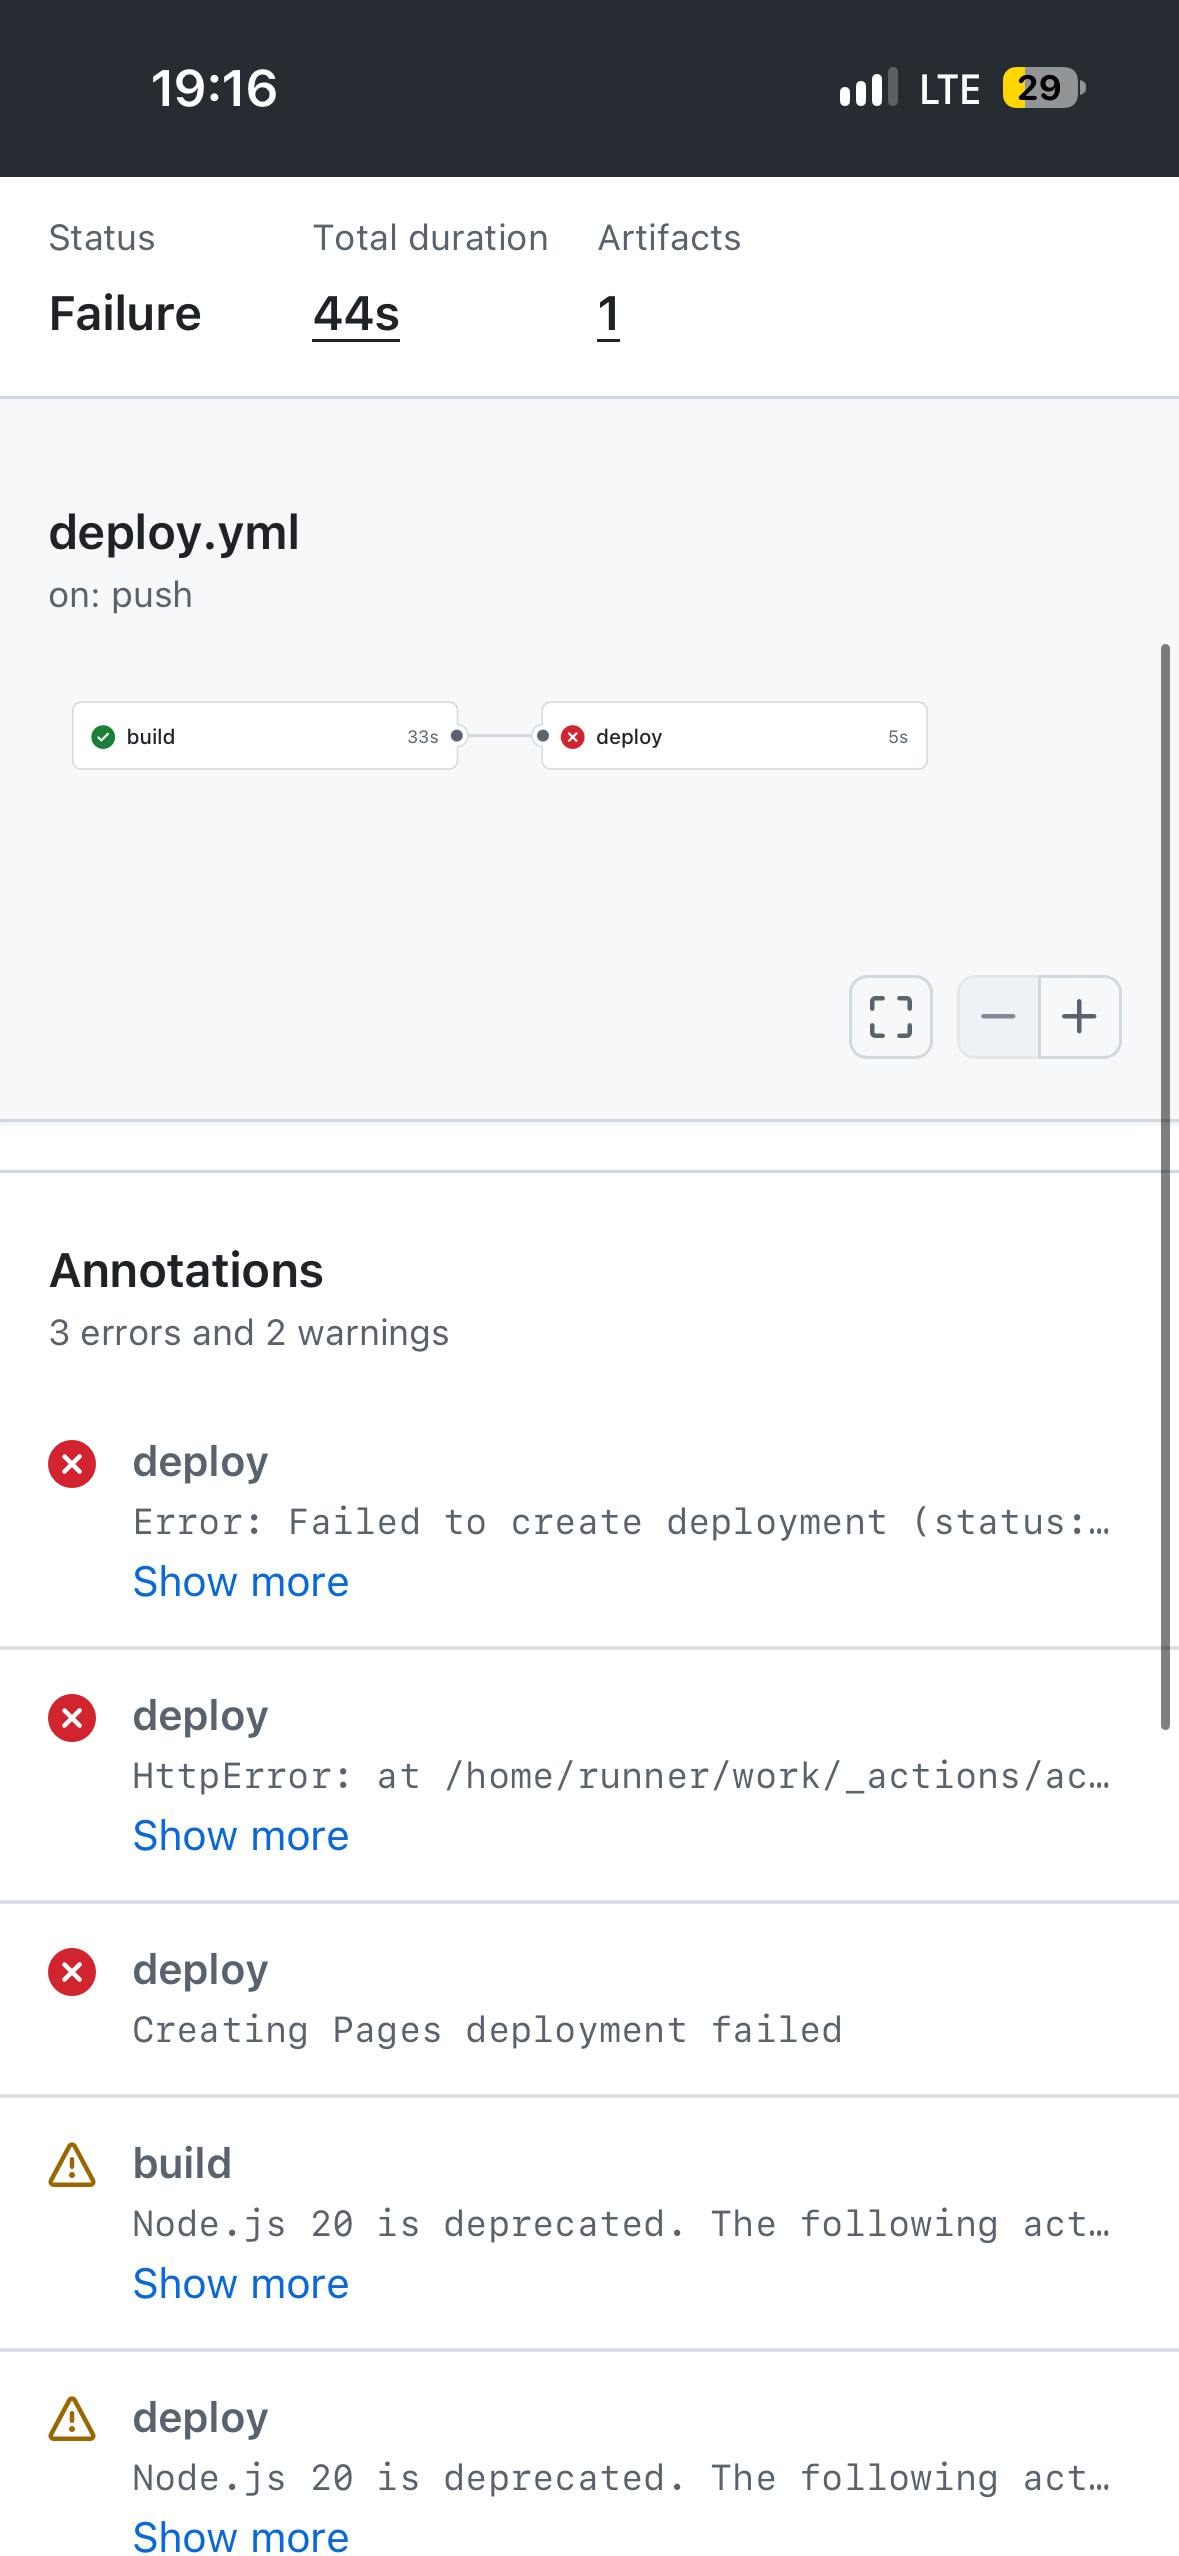 19:16
LTE 29
Status Total duration Artifacts
Failure 44s 1
deploy.yml
on: push
build 33s deploy 5s
Annotations
3 errors and 2 warnings
deploy
Error: Failed to create deployment (status:…
Show more
deploy
HttpError: at /home/runner/work/_actions/ac…
Show more
deploy
Creating Pages deployment failed
build
Node.js 20 is deprecated. The following act…
Show more
deploy
Node.js 20 is deprecated. The following act…
Show more